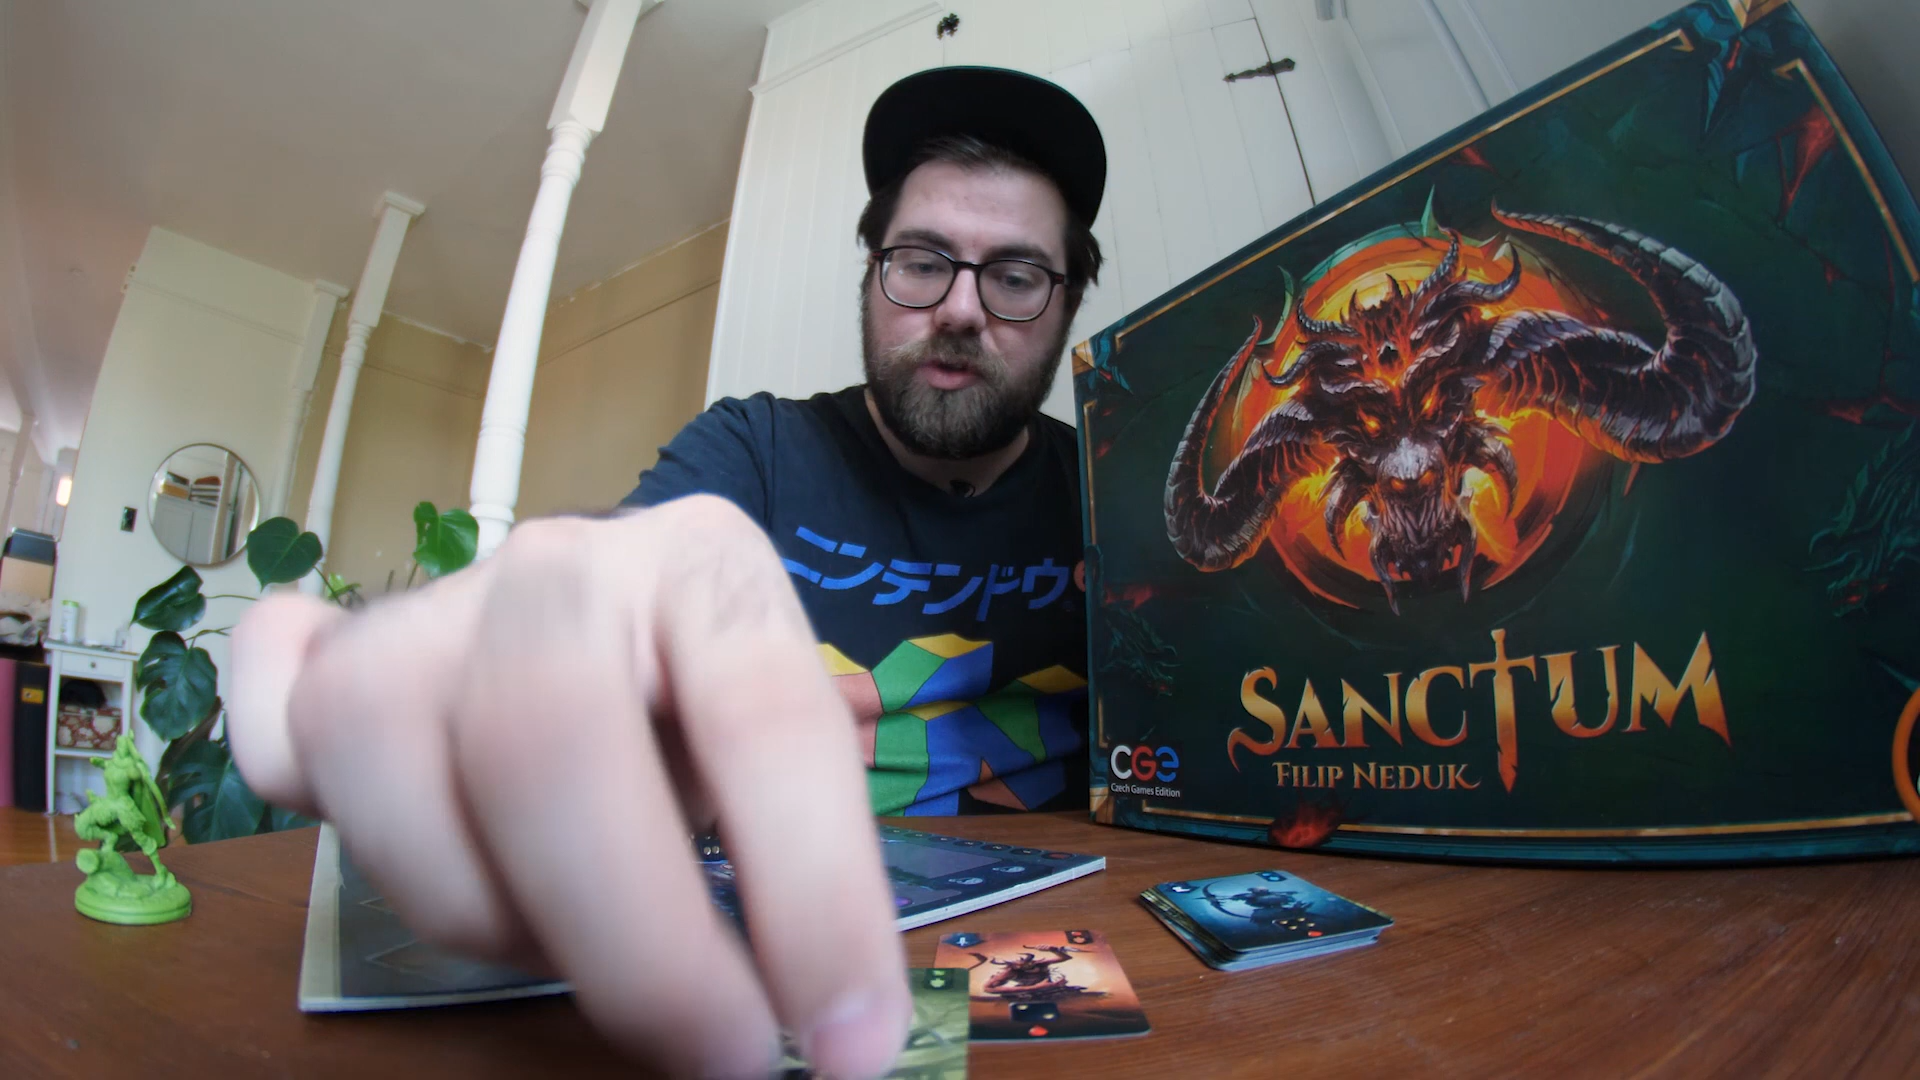 ニンテンドウ
SANCTUM
FILIP NEDUK
CGE
Czech Games Edition